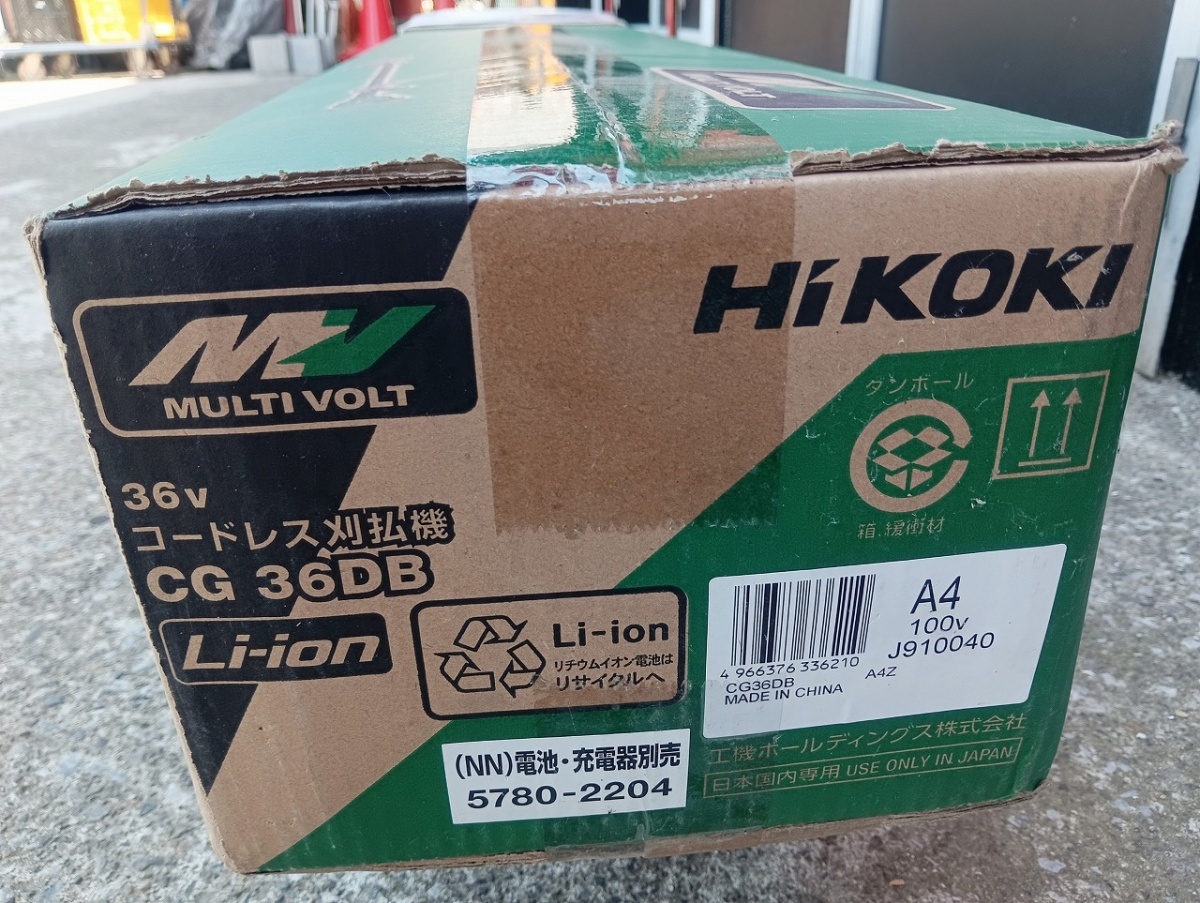 HiKOKI
MV
MULTI VOLT
36v
コードレス刈払機
CG 36DB
Li-ion
Li-ion
リチウムイオン電池は
リサイクルへ
(NN)電池・充電器別売
5780-2204
ダンボール
箱.緩衝材
4 966376 336210
CG36DB
A4Z
MADE IN CHINA
A4
100v
J910040
工機ホールディングス株式会社
日本国内専用 USE ONLY IN JAPAN